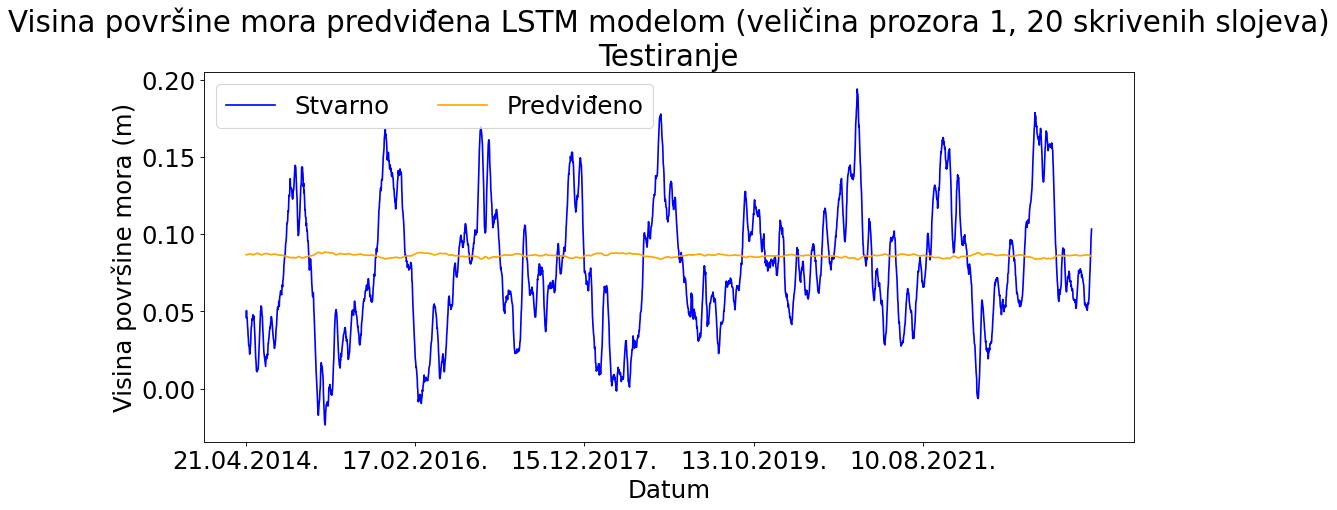 Visina površine mora predviđena LSTM modelom (veličina prozora 1, 20 skrivenih slojeva)
Testiranje
Stvarno Predviđeno
Visina površine mora (m)
0.20
0.15
0.10
0.05
0.00
21.04.2014. 17.02.2016. 15.12.2017. 13.10.2019. 10.08.2021.
Datum